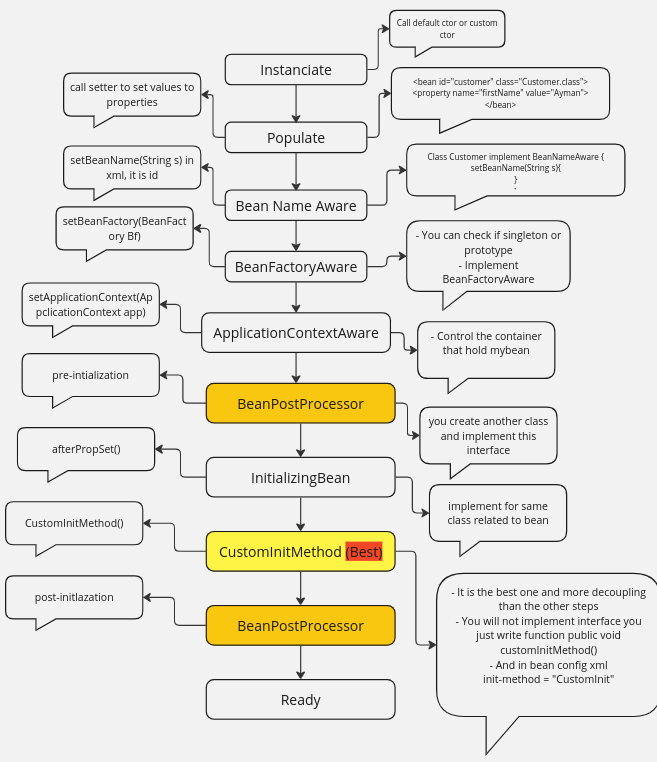 Call default ctor or custom
ctor
Instanciate
call setter to set values to
properties
<bean id="customer" class="Customer.class">
<property name="firstName" value="Ayman">
</bean>
Populate
setBeanName(String s) in
xml, it is id
Class Customer implement BeanNameAware {
setBeanName(String s){
}
Bean Name Aware
setBeanFactory(BeanFact
ory Bf)
- You can check if singleton or
prototype
- Implement
BeanFactoryAware
BeanFactoryAware
setApplicationContext(Ap
pclicationContext app)
ApplicationContextAware
- Control the container
that hold mybean
pre-intialization
BeanPostProcessor
you create another class
and implement this
interface
afterPropSet()
InitializingBean
implement for same
class related to bean
CustomInitMethod()
CustomInitMethod (Best)
post-initlazation
BeanPostProcessor
- It is the best one and more decoupling
than the other steps
- You will not implement interface you
just write function public void
customInitMethod()
- And in bean config xml
init-method = "CustomInit"
Ready